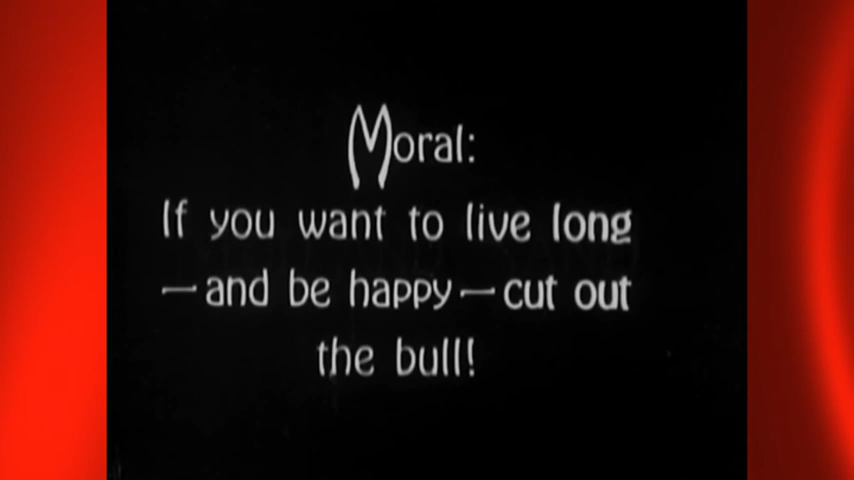 Moral:
If you want to live long
—and be happy—cut out
the bull!